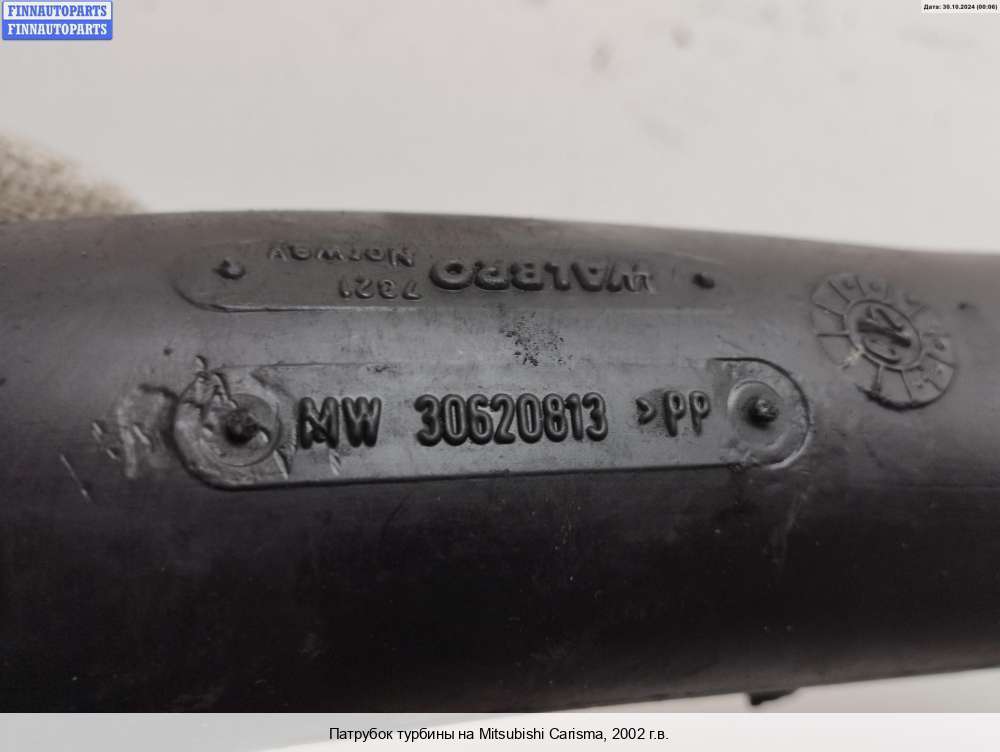 FINNAUTOPARTS
FINNAUTOPARTS
Дата: 30.10.2024 (00:06)
WALBRO
NORWAY
7321
MW 30620813 >PP
Патрубок турбины на Mitsubishi Carisma, 2002 г.в.